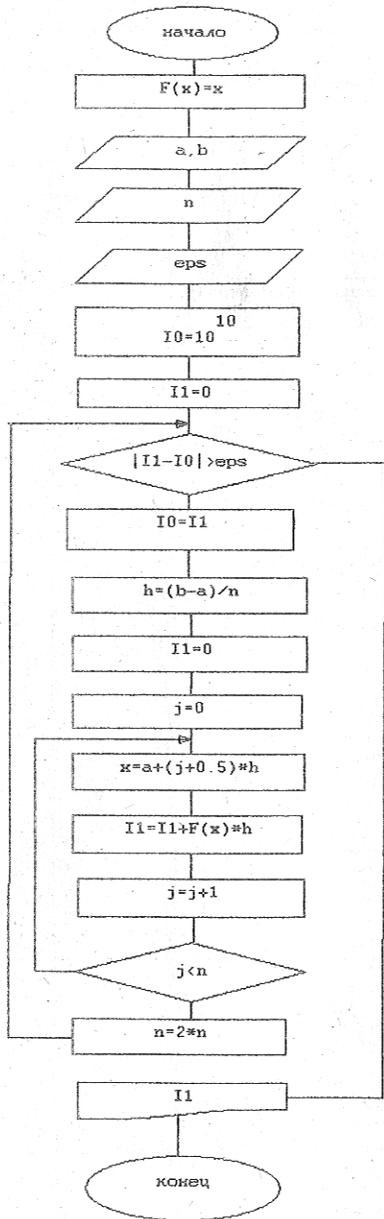 начало
F(x)=x
a,b
n
eps
10
I0=10
I1=0
|I1-I0|>eps
I0=I1
h=(b-a)/n
I1=0
j=0
x=a+(j+0.5)*h
I1=I1+F(x)*h
j=j+1
j<n
n=2*n
I1
конец